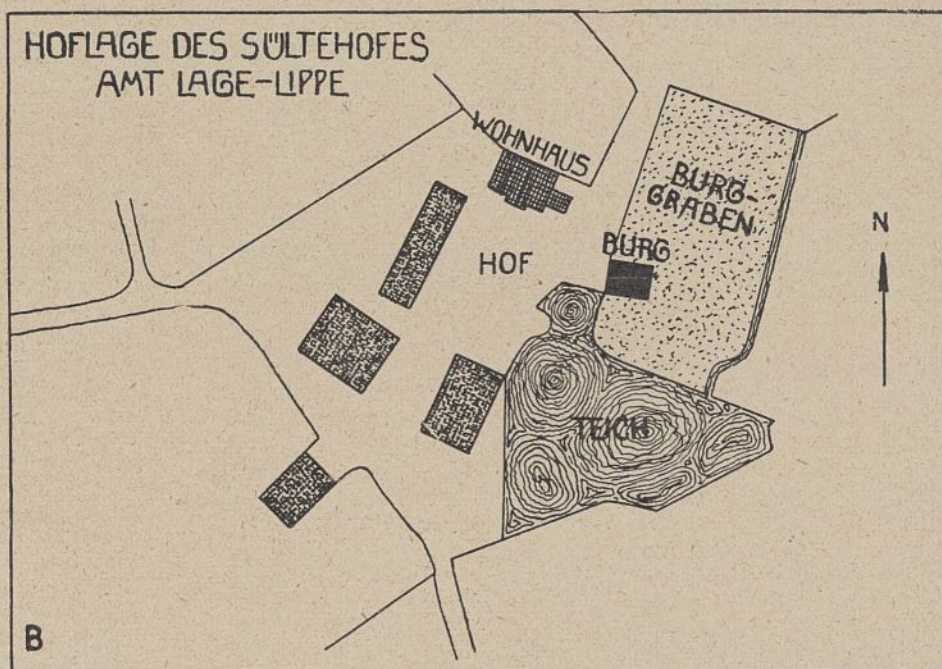 HOFLAGE DES SÜLTEHOFES
AMT LAGE-LIPPE
WOHNHAUS
BURG-
GRABEN
N
BURG
HOF
TEICH
B